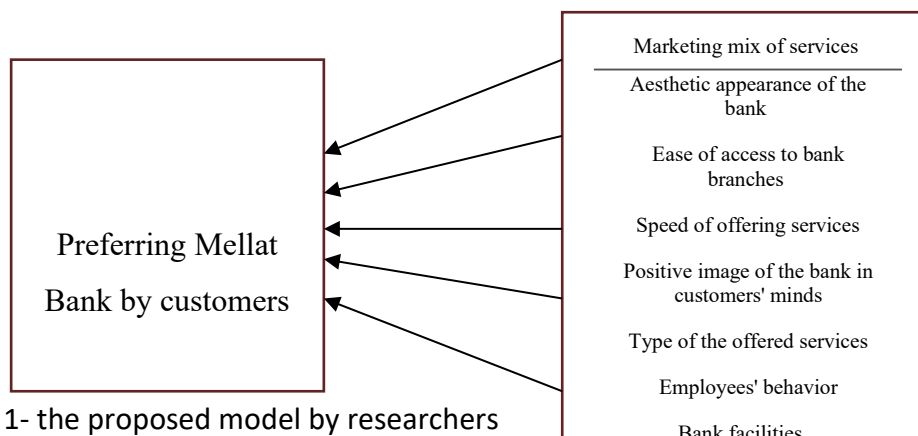 Preferring Mellat
Bank by customers
Marketing mix of services
Aesthetic appearance of the
bank
Ease of access to bank
branches
Speed of offering services
Positive image of the bank in
customers' minds
Type of the offered services
Employees' behavior
Bank facilities
1- the proposed model by researchers